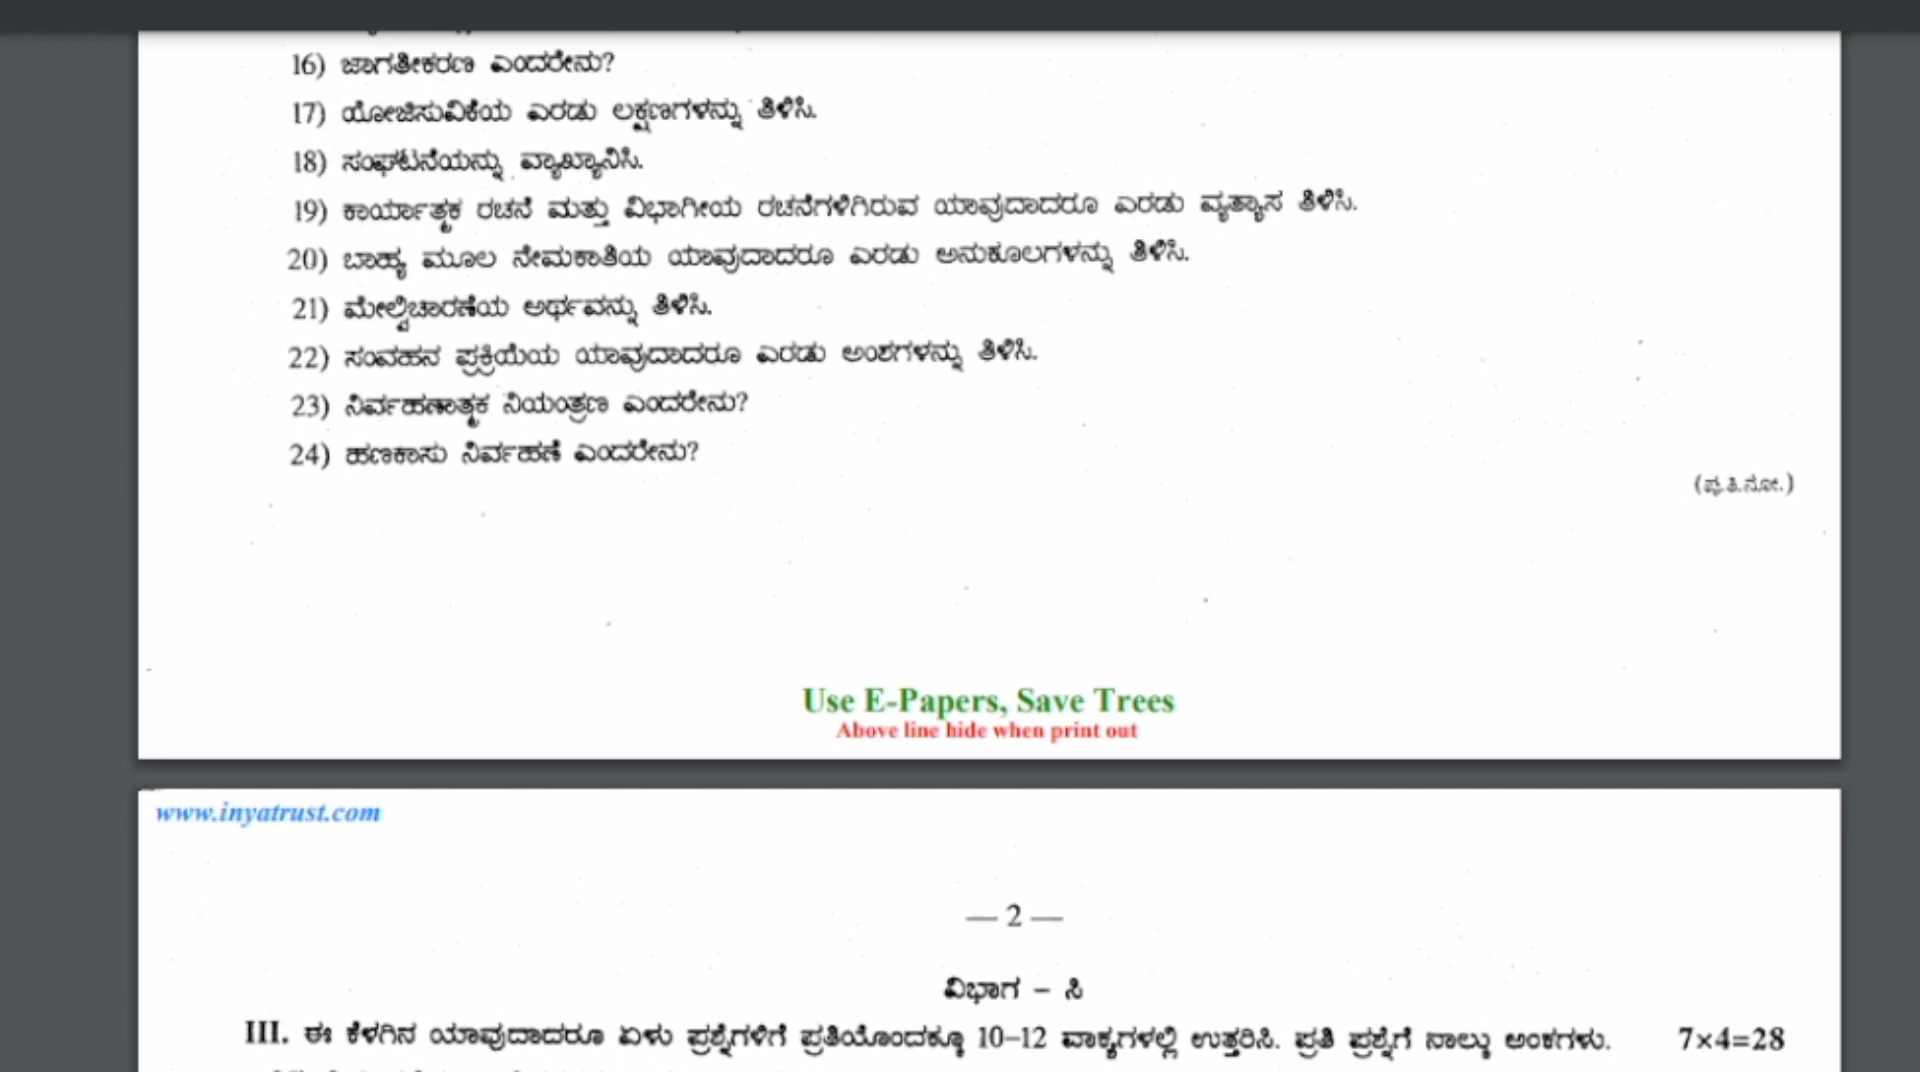 16) ಜಾಗತೀಕರಣ ಎಂದರೇನು?
17) ಯೋಜಿಸುವಿಕೆಯ ಎರಡು ಲಕ್ಷಣಗಳನ್ನು ತಿಳಿಸಿ.
18) ಸಂಘಟನೆಯನ್ನು ವ್ಯಾಖ್ಯಾನಿಸಿ.
19) ಕಾರ್ಯಾತ್ಮಕ ರಚನೆ ಮತ್ತು ವಿಭಾಗೀಯ ರಚನೆಗಳಿಗಿರುವ ಯಾವುದಾದರೂ ಎರಡು ವ್ಯತ್ಯಾಸ ತಿಳಿಸಿ.
20) ಬಾಹ್ಯ ಮೂಲ ನೇಮಕಾತಿಯ ಯಾವುದಾದರೂ ಎರಡು ಅನುಕೂಲಗಳನ್ನು ತಿಳಿಸಿ.
21) ಮೇಲ್ವಿಚಾರಣೆಯ ಅರ್ಥವನ್ನು ತಿಳಿಸಿ.
22) ಸಂವಹನ ಪ್ರಕ್ರಿಯೆಯ ಯಾವುದಾದರೂ ಎರಡು ಅಂಶಗಳನ್ನು ತಿಳಿಸಿ.
23) ನಿರ್ವಹಣಾತ್ಮಕ ನಿಯಂತ್ರಣ ಎಂದರೇನು?
24) ಹಣಕಾಸು ನಿರ್ವಹಣೆ ಎಂದರೇನು?
(ಪು.ತಿ.ನೋ.)
Use E-Papers, Save Trees
Above line hide when print out
www.inyatrust.com
— 2 —
ವಿಭಾಗ – ಸಿ
III. ಈ ಕೆಳಗಿನ ಯಾವುದಾದರೂ ಏಳು ಪ್ರಶ್ನೆಗಳಿಗೆ ಪ್ರತಿಯೊಂದಕ್ಕೂ 10–12 ವಾಕ್ಯಗಳಲ್ಲಿ ಉತ್ತರಿಸಿ. ಪ್ರತಿ ಪ್ರಶ್ನೆಗೆ ನಾಲ್ಕು ಅಂಕಗಳು. 7×4=28